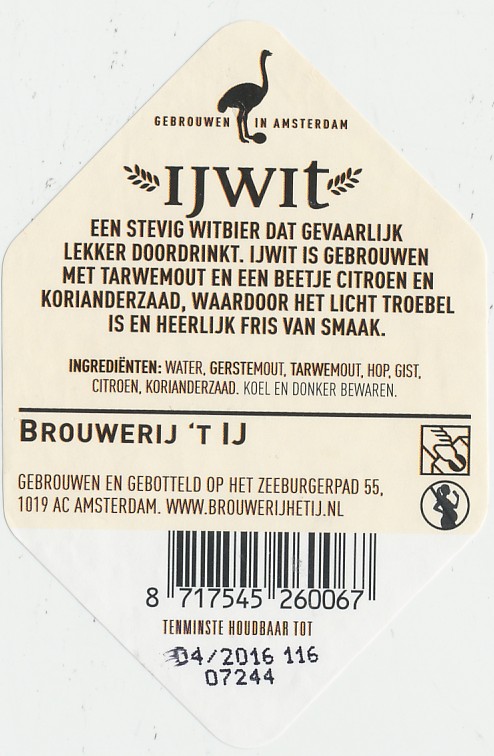 GEBROUWEN IN AMSTERDAM
IJWIT
EEN STEVIG WITBIER DAT GEVAARLIJK
LEKKER DOORDRINKT. IJWIT IS GEBROUWEN
MET TARWEMOUT EN EEN BEETJE CITROEN EN
KORIANDERZAAD, WAARDOOR HET LICHT TROEBEL
IS EN HEERLIJK FRIS VAN SMAAK.
INGREDIËNTEN: WATER, GERSTEMOUT, TARWEMOUT, HOP, GIST,
CITROEN, KORIANDERZAAD. KOEL EN DONKER BEWAREN.
BROUWERIJ ‘T IJ
GEBROUWEN EN GEBOTTELD OP HET ZEEBURGERPAD 55,
1019 AC AMSTERDAM. WWW.BROUWERIJHETIJ.NL
8 717545 260067
TENMINSTE HOUDBAAR TOT
04/2016 116
07244